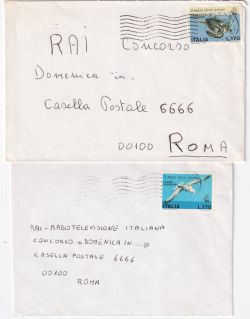 RAI Concorso
Domenica in.
Casella Postale 6666
00100 ROMA
ITALIA L.170
ITALIA L.170
RAI-RADIOTELEVISIONE ITALIANA
CONCORSO «DOMENICA IN...»
CASELLA POSTALE 6666
00100
ROMA